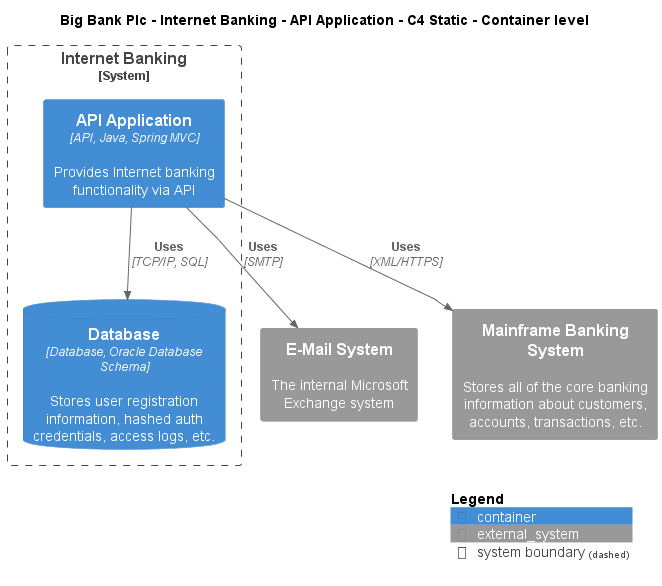 Big Bank Plc - Internet Banking - API Application - C4 Static - Container level
Internet Banking
[System]
API Application
[API, Java, Spring MVC]
Provides Internet banking
functionality via API
Uses
[TCP/IP, SQL]
Uses
[SMTP]
Uses
[XML/HTTPS]
Database
[Database, Oracle Database
Schema]
Stores user registration
information, hashed auth
credentials, access logs, etc.
E-Mail System
The internal Microsoft
Exchange system
Mainframe Banking
System
Stores all of the core banking
information about customers,
accounts, transactions, etc.
Legend
container
external_system
system boundary (dashed)